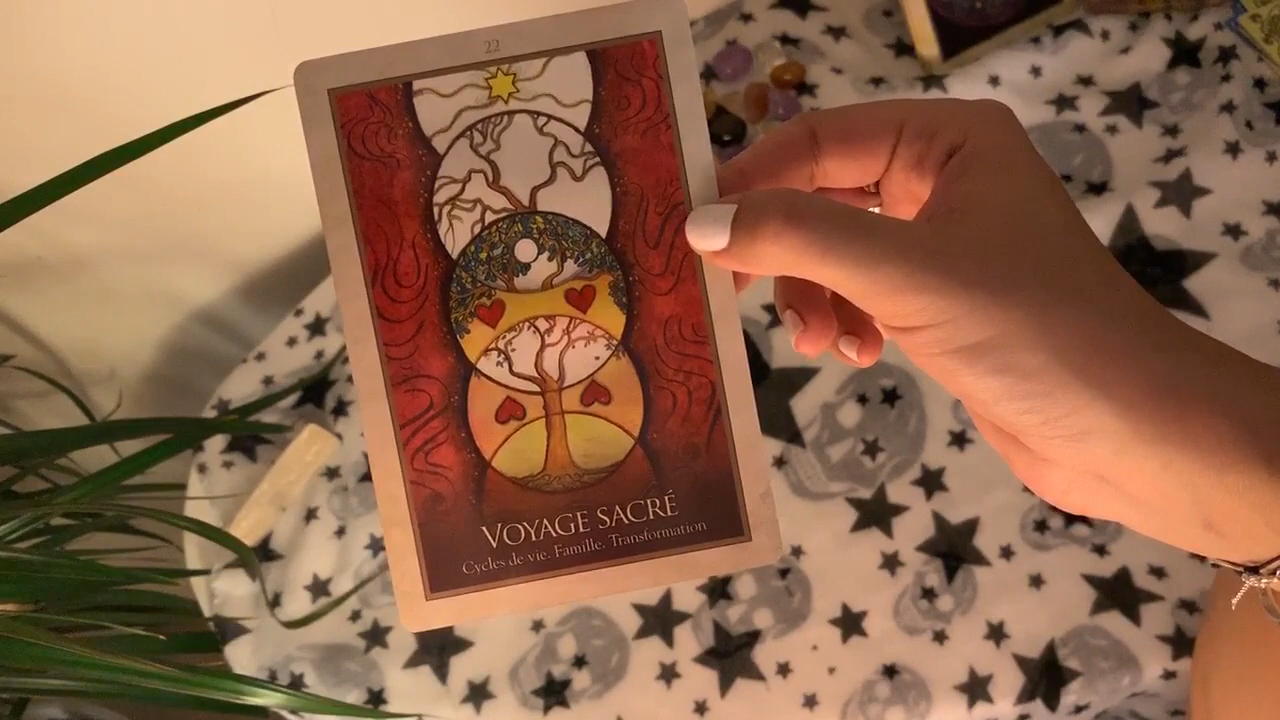 22
VOYAGE SACRÉ
Cycles de vie. Famille. Transformation